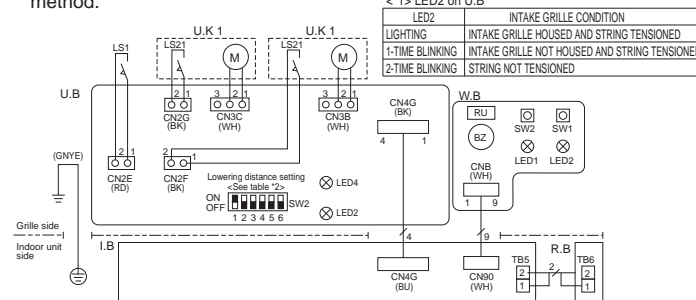 method.
< *1> LED2 on U.B
LED2 INTAKE GRILLE CONDITION
LIGHTING INTAKE GRILLE HOUSED AND STRING TENSIONED
1-TIME BLINKING INTAKE GRILLE NOT HOUSED AND STRING TENSIONED
2-TIME BLINKING STRING NOT TENSIONED
U.K 1 U.K 1
LS1 LS21 M LS21 M
U.B
2 1 3 2 1 3 2 1
CN2G (BK)
CN3C (WH)
CN3B (WH)
CN4G (BK)
4 1
W.B
RU
BZ
SW2 SW1
LED1 LED2
CNB (WH)
1 9
(GNYE)
2 1
CN2E (RD)
2 1
CN2F (BK)
Lowering distance setting
<See table *2>
ON
OFF
SW2
1 2 3 4 5 6
LED4
LED2
Grille side
Indoor unit side
I.B
4
9
CN4G (BU)
CN90 (WH)
R.B
TB5 2 TB6
2 2
1 1